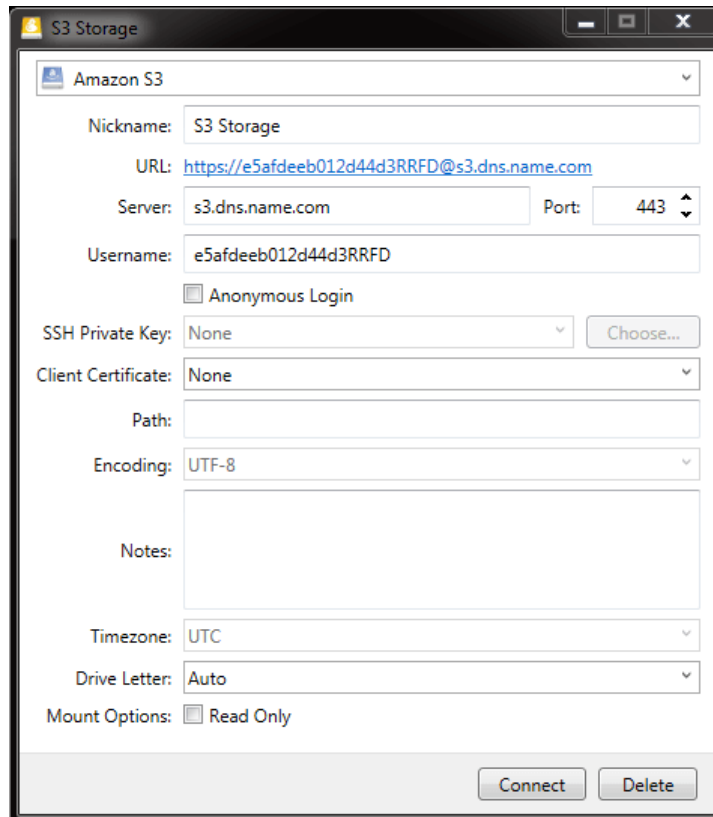 S3 Storage
Amazon S3
Nickname: S3 Storage
URL: https://e5afdeeb012d44d3RRFD@s3.dns.name.com
Server: s3.dns.name.com Port: 443
Username: e5afdeeb012d44d3RRFD
Anonymous Login
SSH Private Key: None Choose...
Client Certificate: None
Path:
Encoding: UTF-8
Notes:
Timezone: UTC
Drive Letter: Auto
Mount Options: Read Only
Connect Delete